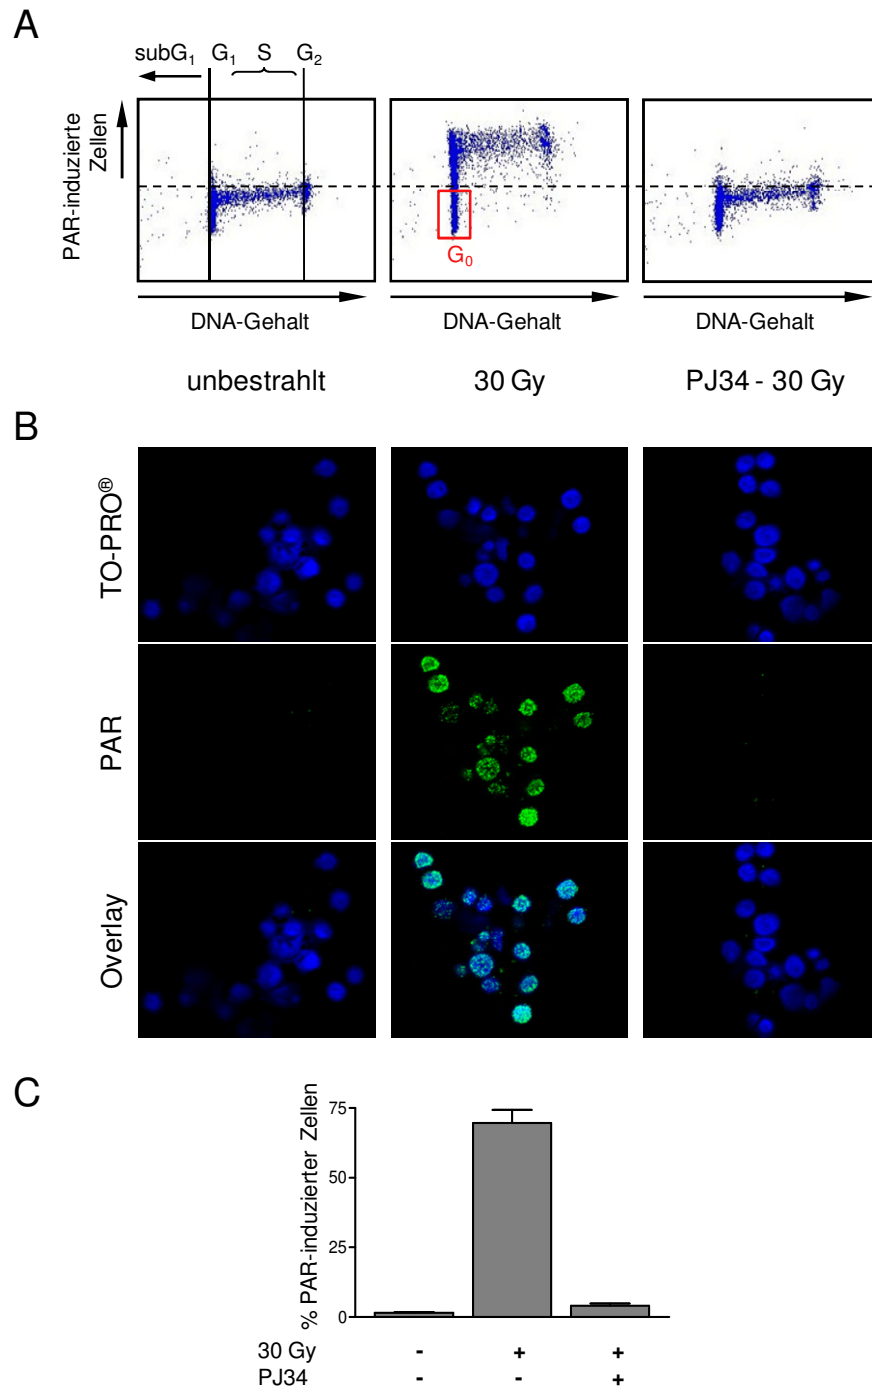 A
subG1 G1 S G2
PAR-induzierte
Zellen
G0
DNA-Gehalt DNA-Gehalt DNA-Gehalt
unbestrahlt 30 Gy PJ34 - 30 Gy
B
TO-PRO®
PAR
Overlay
C
% PAR-induzierter Zellen
75
50
25
0
30 Gy - + +
PJ34 - - +